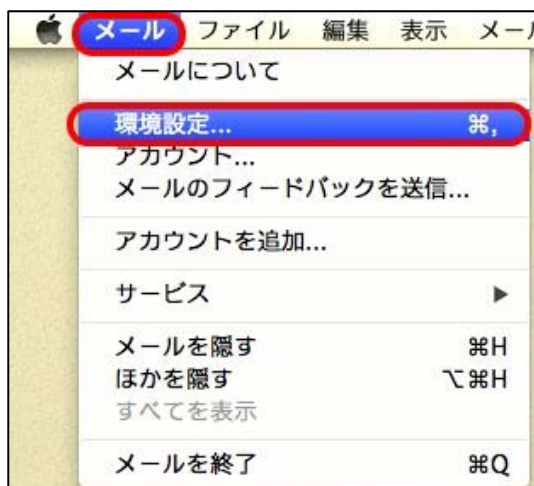 メール ファイル 編集 表示 メール
メールについて
環境設定... ⌘,
アカウント...
メールのフィードバックを送信...
アカウントを追加...
サービス ▶
メールを隠す ⌘H
ほかを隠す ⌥⌘H
すべてを表示
メールを終了 ⌘Q